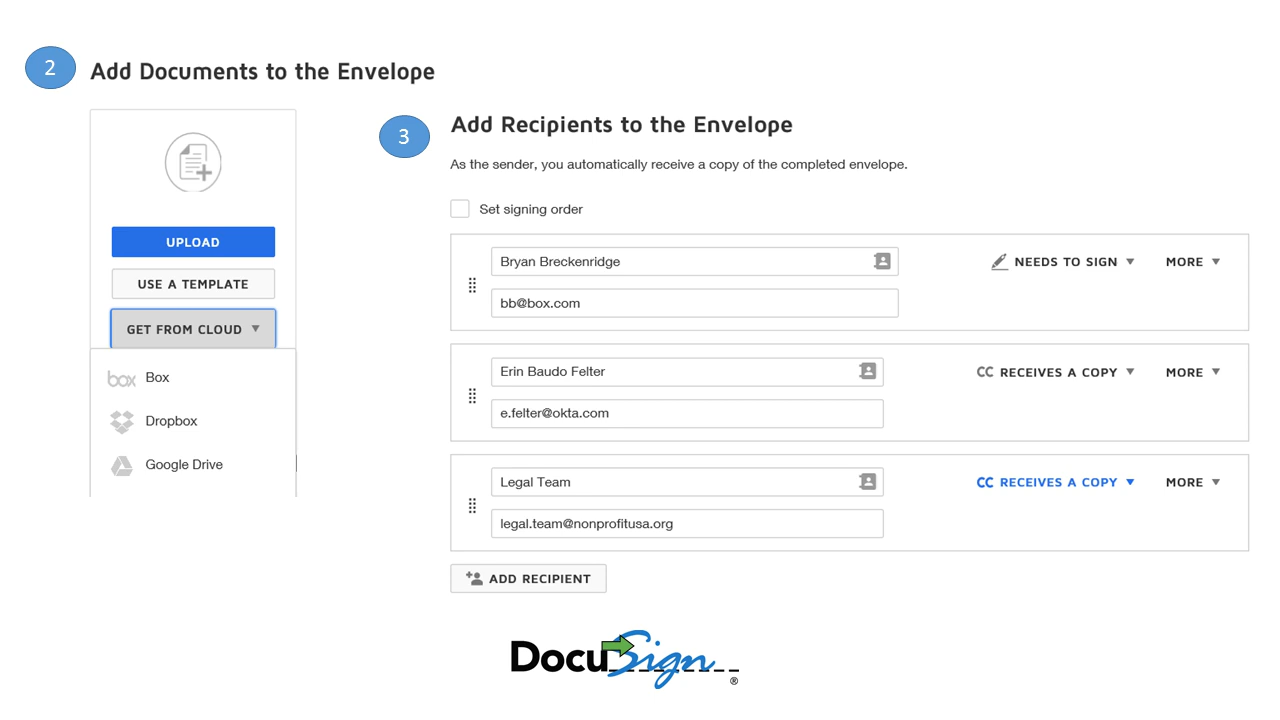 2
Add Documents to the Envelope
UPLOAD
USE A TEMPLATE
GET FROM CLOUD
box Box
Dropbox
Google Drive
3
Add Recipients to the Envelope
As the sender, you automatically receive a copy of the completed envelope.
Set signing order
Bryan Breckenridge
NEEDS TO SIGN
MORE
bb@box.com
Erin Baudo Felter
CC RECEIVES A COPY
MORE
e.felter@okta.com
Legal Team
CC RECEIVES A COPY
MORE
legal.team@nonprofitusa.org
ADD RECIPIENT
DocuSign®